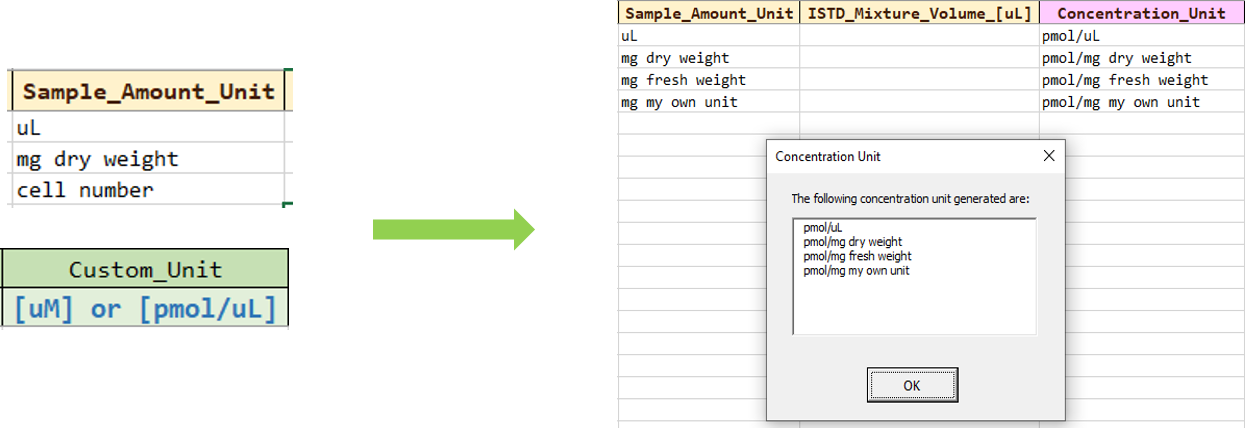 Sample_Amount_Unit
uL
mg dry weight
cell number
Custom_Unit
[uM] or [pmol/uL]
Sample_Amount_Unit ISTD_Mixture_Volume_[uL] Concentration_Unit
uL pmol/uL
mg dry weight pmol/mg dry weight
mg fresh weight pmol/mg fresh weight
mg my own unit pmol/mg my own unit
Concentration Unit
The following concentration unit generated are:
pmol/uL
pmol/mg dry weight
pmol/mg fresh weight
pmol/mg my own unit
OK